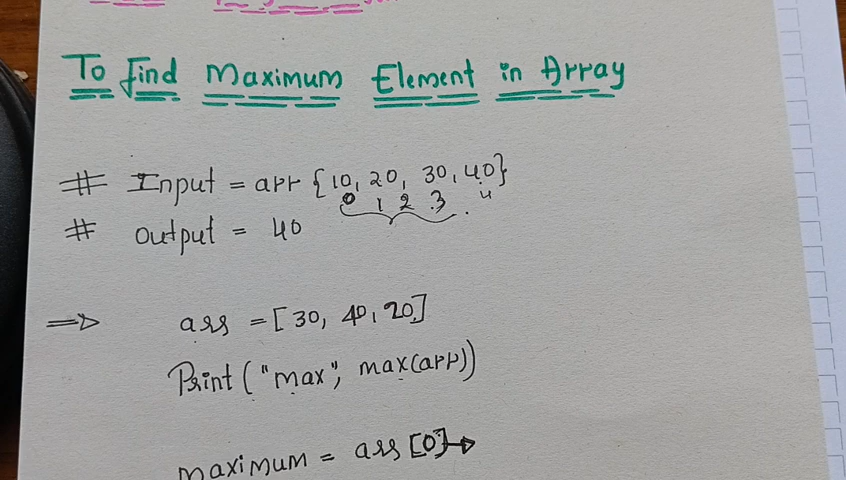 To Find Maximum Element in Array
# Input = arr {10, 20, 30, 40}
0 1 2 3 4
# output = 40
⇒ arr = [30, 40, 20]
Print ("max", max(arr))
maximum = arr [0]→